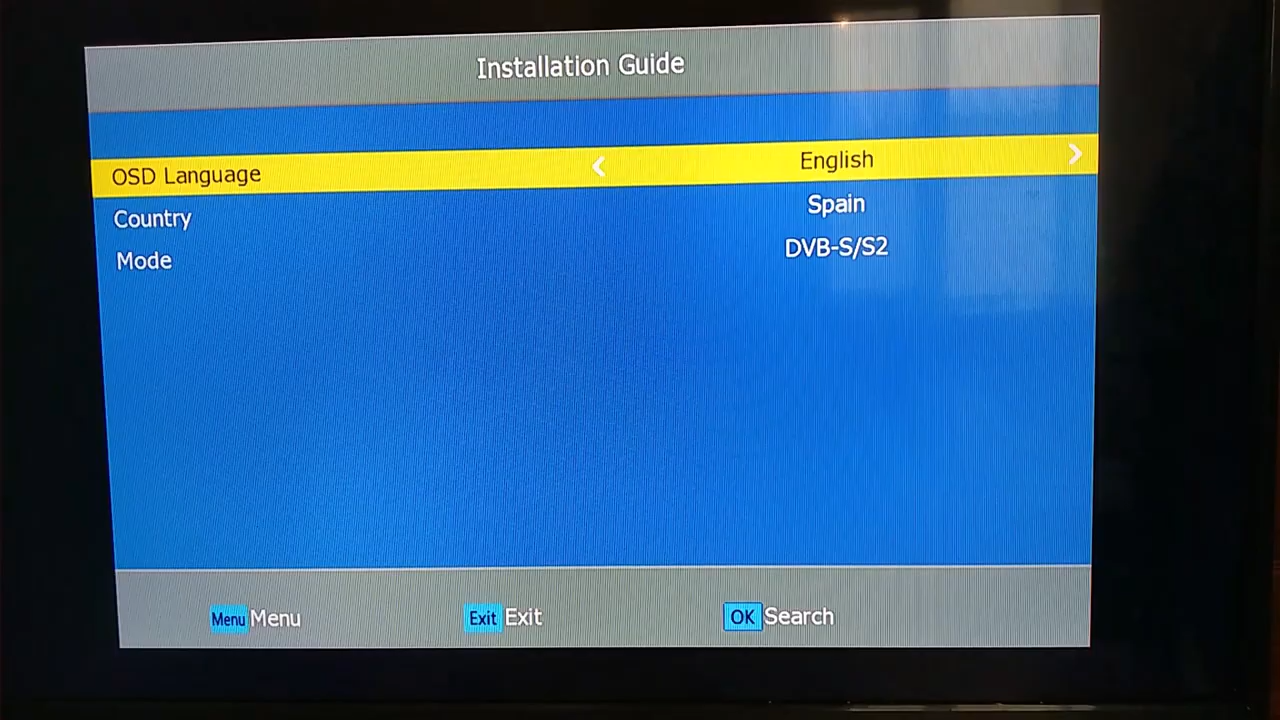 Installation Guide
OSD Language English
Country Spain
Mode DVB-S/S2
Menu Menu Exit Exit OK Search